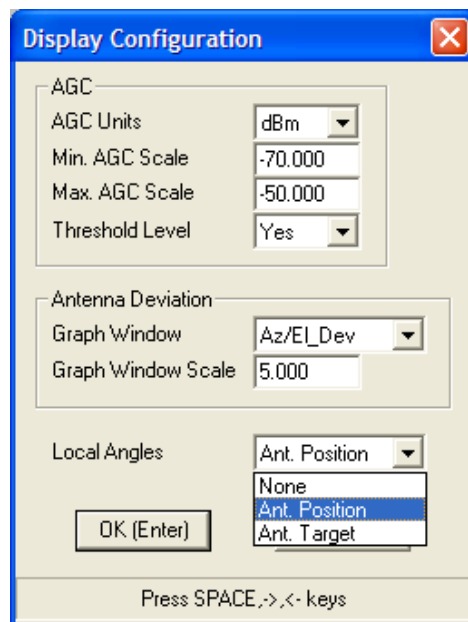 Display Configuration
AGC
AGC Units dBm
Min. AGC Scale -70.000
Max. AGC Scale -50.000
Threshold Level Yes
Antenna Deviation
Graph Window Az/El_Dev
Graph Window Scale 5.000
Local Angles Ant. Position
None
Ant. Position
Ant. Target
OK (Enter)
Press SPACE,->,<- keys